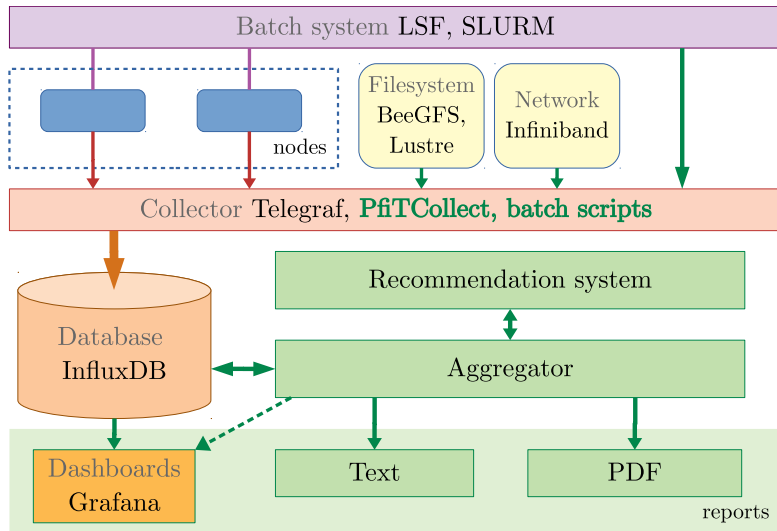 Batch system LSF, SLURM
Filesystem
BeeGFS,
Lustre
Network
Infiniband
nodes
Collector Telegraf, PfiTCollect, batch scripts
Recommendation system
Database
InfluxDB
Aggregator
Dashboards
Grafana
Text
PDF
reports